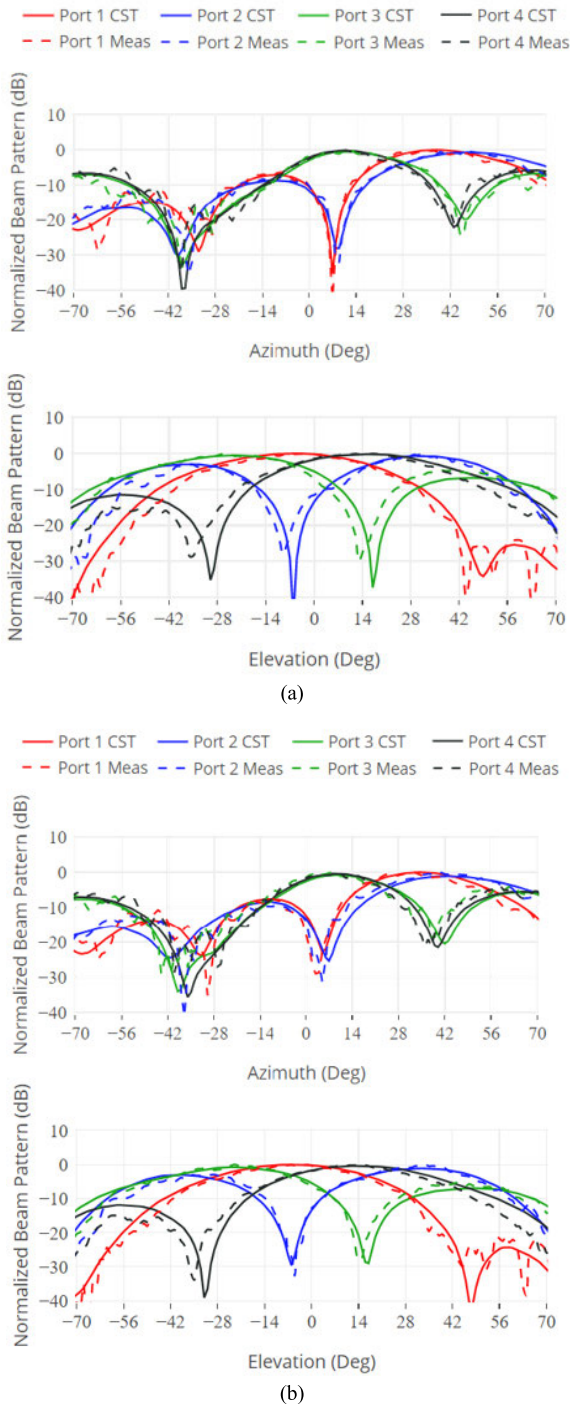 Port 1 CST Port 2 CST Port 3 CST Port 4 CST
Port 1 Meas Port 2 Meas Port 3 Meas Port 4 Meas
Normalized Beam Pattern (dB)
10
0
−10
−20
−30
−40
−70 −56 −42 −28 −14 0 14 28 42 56 70
Azimuth (Deg)
Normalized Beam Pattern (dB)
10
0
−10
−20
−30
−40
−70 −56 −42 −28 −14 0 14 28 42 56 70
Elevation (Deg)
(a)
Port 1 CST Port 2 CST Port 3 CST Port 4 CST
Port 1 Meas Port 2 Meas Port 3 Meas Port 4 Meas
Normalized Beam Pattern (dB)
10
0
−10
−20
−30
−40
−70 −56 −42 −28 −14 0 14 28 42 56 70
Azimuth (Deg)
Normalized Beam Pattern (dB)
10
0
−10
−20
−30
−40
−70 −56 −42 −28 −14 0 14 28 42 56 70
Elevation (Deg)
(b)